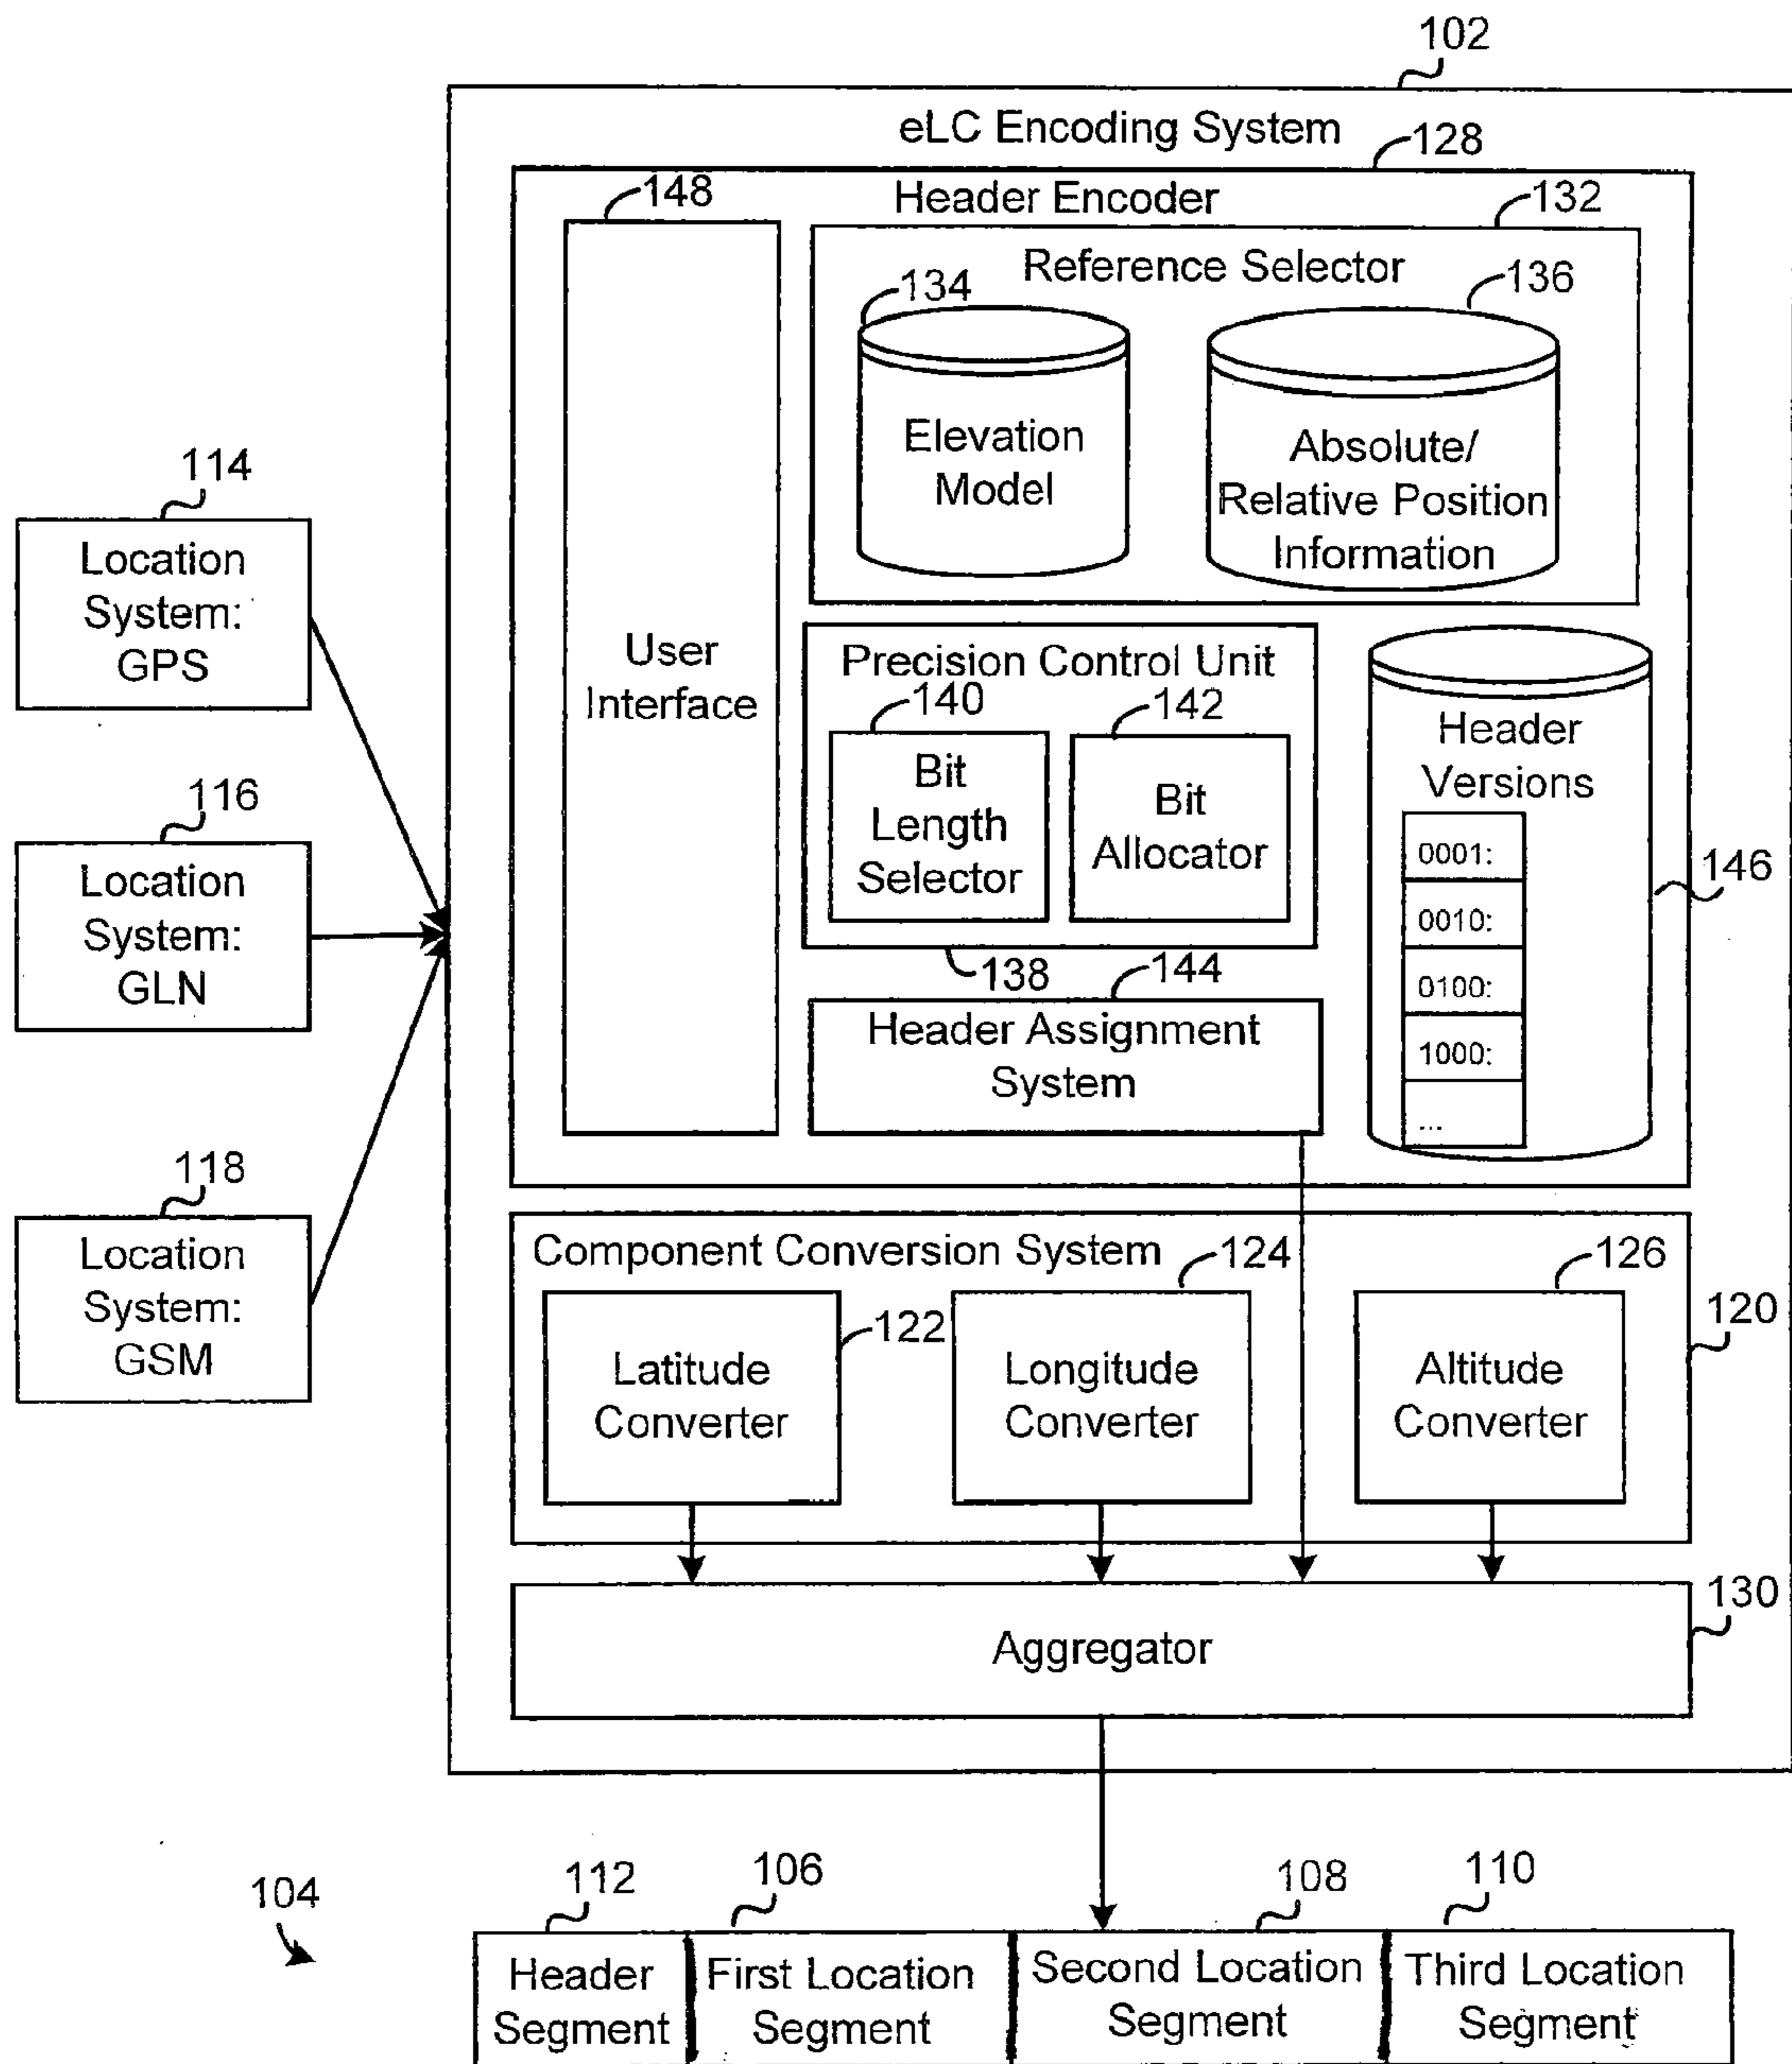 102
eLC Encoding System
128
148
Header Encoder
132
Reference Selector
134
136
Elevation
Model
Absolute/
Relative Position
Information
114
Location
System:
GPS
User
Interface
Precision Control Unit
140
142
Bit
Length
Selector
Bit
Allocator
Header
Versions
0001:
0010:
0100:
1000:
...
146
116
Location
System:
GLN
138
144
Header Assignment
System
118
Location
System:
GSM
Component Conversion System
124
126
120
122
Latitude
Converter
Longitude
Converter
Altitude
Converter
130
Aggregator
104
112
106
108
110
Header
Segment
First Location
Segment
Second Location
Segment
Third Location
Segment